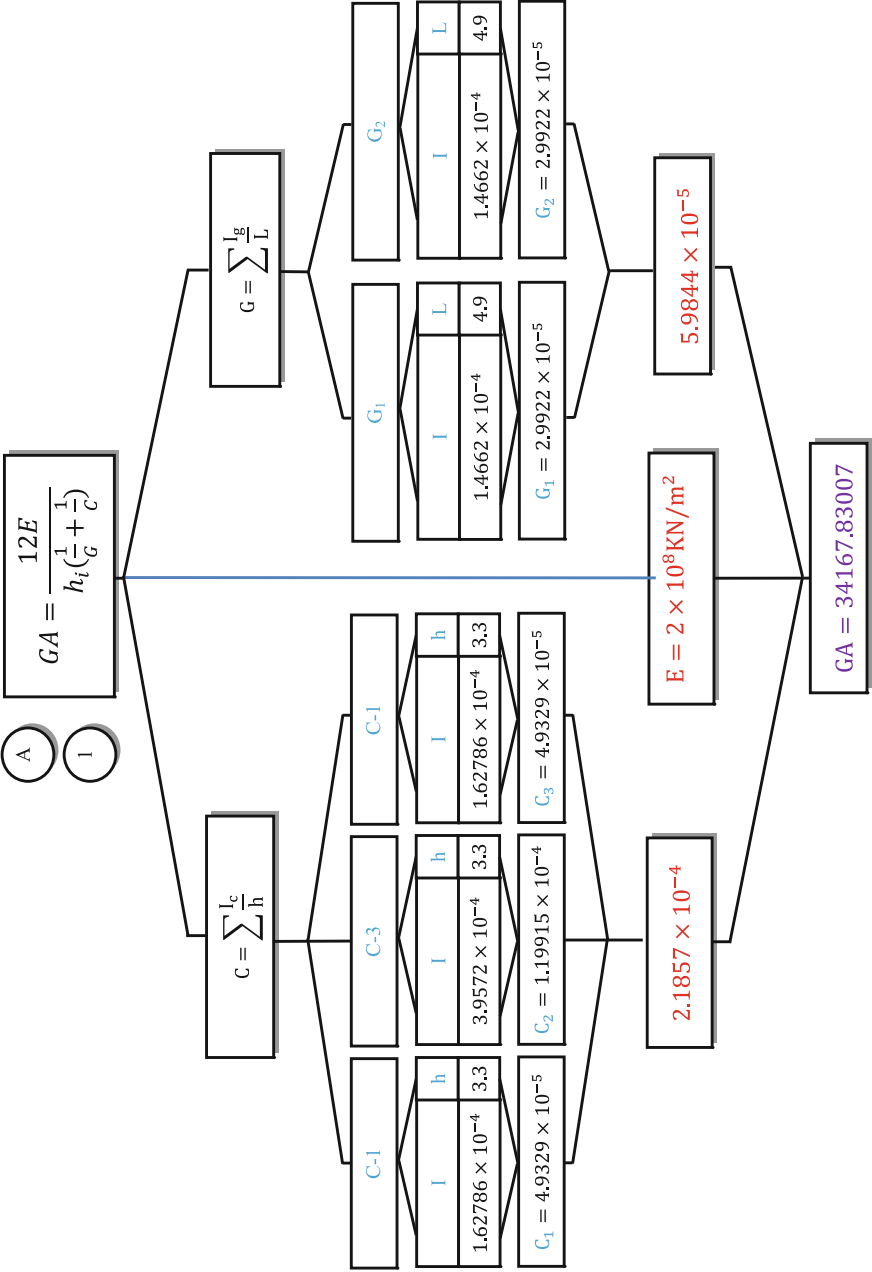 A
1
GA = 12E / h_i(1/G + 1/C)
C = ∑ I_c/h
G = ∑ I_g/L
C-1
C-3
C-1
G₁
G₂
I h
1.62786 × 10⁻⁴ 3.3
I h
3.9572 × 10⁻⁴ 3.3
I h
1.62786 × 10⁻⁴ 3.3
I L
1.4662 × 10⁻⁴ 4.9
I L
1.4662 × 10⁻⁴ 4.9
C₁ = 4.9329 × 10⁻⁵
C₂ = 1.19915 × 10⁻⁴
C₃ = 4.9329 × 10⁻⁵
G₁ = 2.9922 × 10⁻⁵
G₂ = 2.9922 × 10⁻⁵
2.1857 × 10⁻⁴
E = 2 × 10⁸KN/m²
5.9844 × 10⁻⁵
GA = 34167.83007